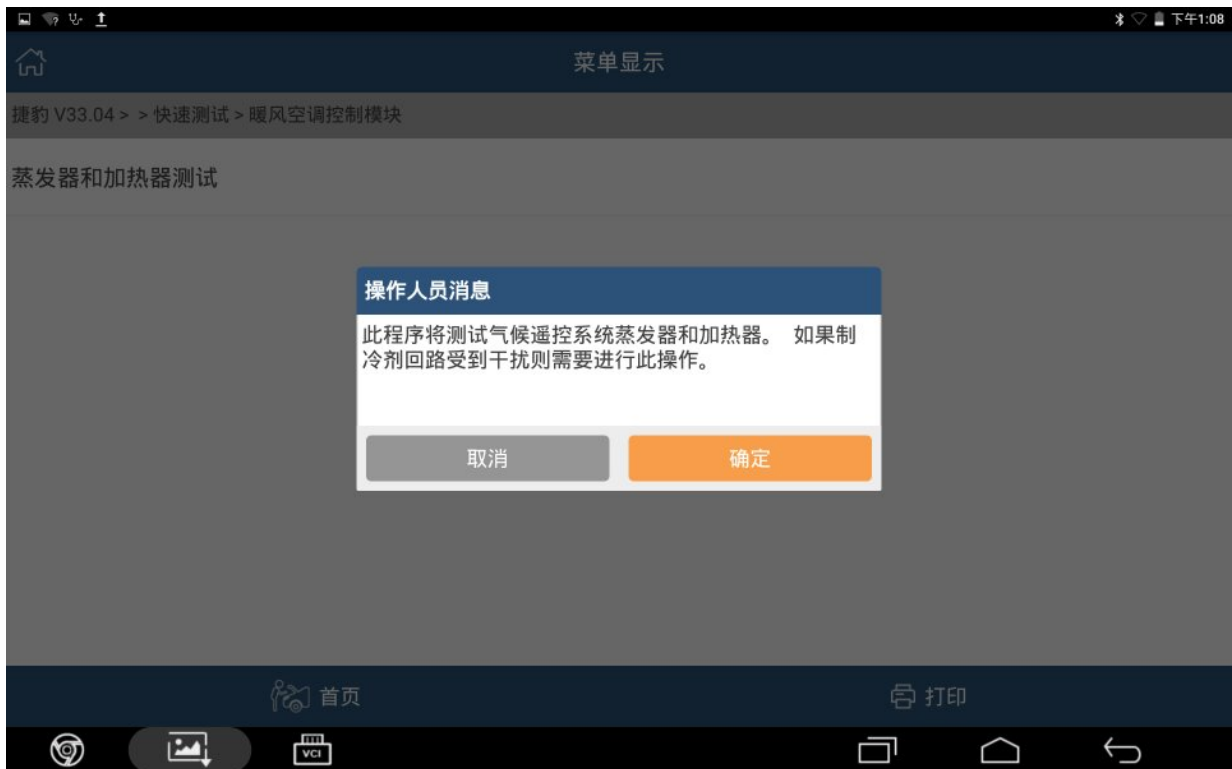 下午1:08
菜单显示
捷豹 V33.04 > > 快速测试 > 暖风空调控制模块
蒸发器和加热器测试
操作人员消息
此程序将测试气候遥控系统蒸发器和加热器。 如果制
冷剂回路受到干扰则需要进行此操作。
取消
确定
首页
打印
VCI